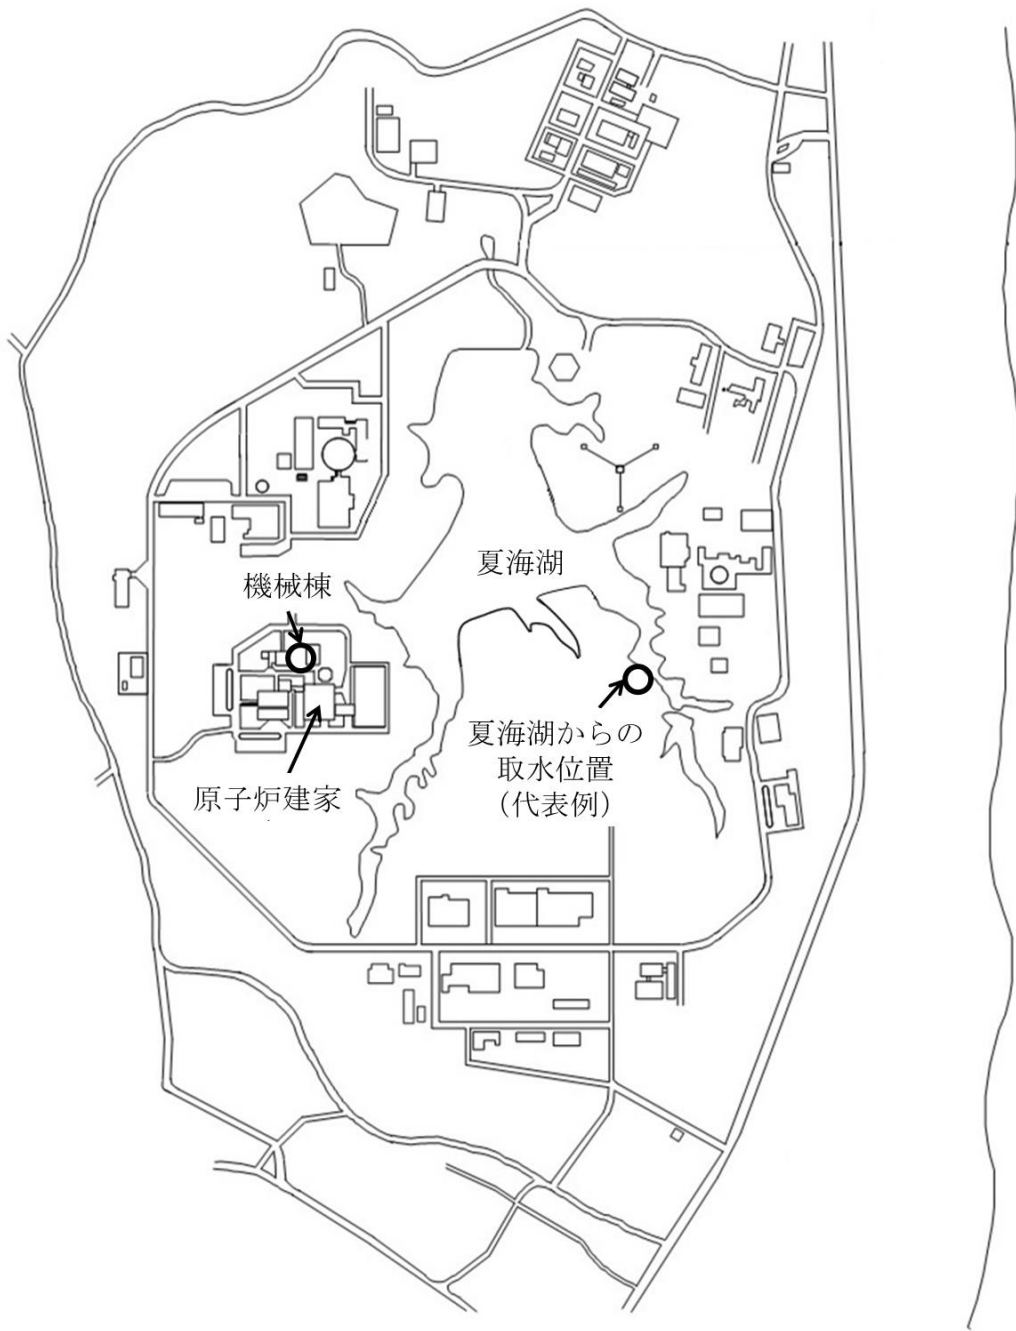 夏海湖
機械棟
夏海湖からの
取水位置
（代表例）
原子炉建家